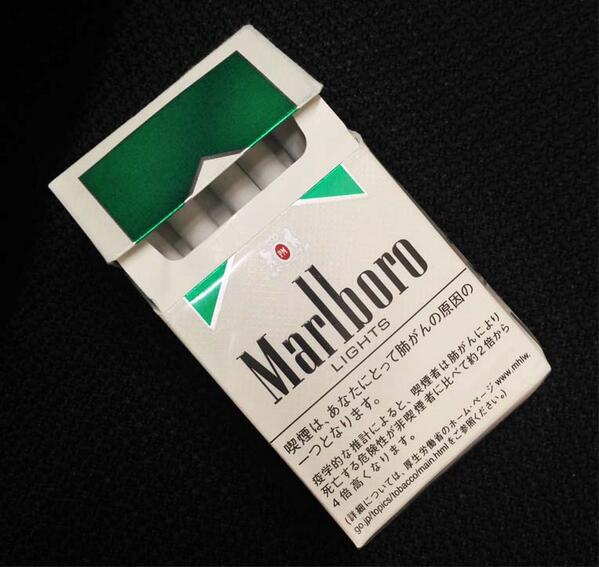 PM
Marlboro
LIGHTS
喫煙は、あなたにとって肺がんの原因の
一つとなります。
疫学的な推計によると、喫煙者は肺がんにより
死亡する危険性が非喫煙者に比べて約2倍から
4倍高くなります。
(詳細については、厚生労働省のホーム・ページ www.mhlw.
go.jp/topics/tobacco/main.htmlをご参照ください。)